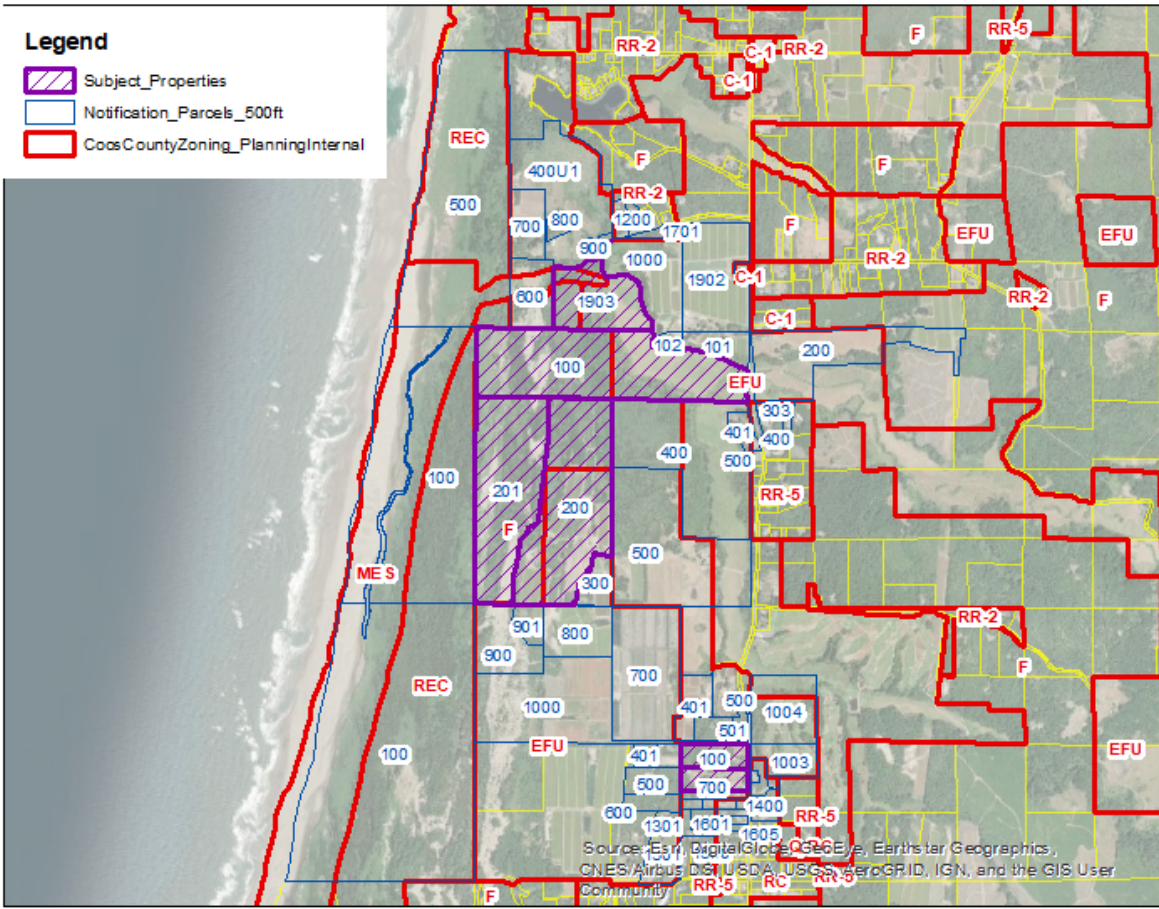 Legend
Subject_Properties
Notification_Parcels_500ft
CoosCountyZoning_PlanningInternal
RR-2
C-1
RR-2
F
RR-5
C-1
REC
F
F
400U1
500
RR-2
700
800
1200
1701
F
EFU
EFU
900
1000
RR-2
1902
C-1
600
1903
RR-2
F
C-1
102
101
200
100
EFU
303
401
400
400
500
100
RR-5
201
200
F
500
MES
300
RR-2
901
800
900
F
700
REC
500
401
1004
1000
501
EFU
401
100
1003
EFU
100
500
700
1400
600
RR-5
1301
1601
1605
Source: Esri, DigitalGlobe, GeoEye, Earthstar Geographics,
CNES/Airbus DS, USDA, USGS, AeroGRID, IGN, and the GIS User
Community
F
RR-5
RC
RR-5